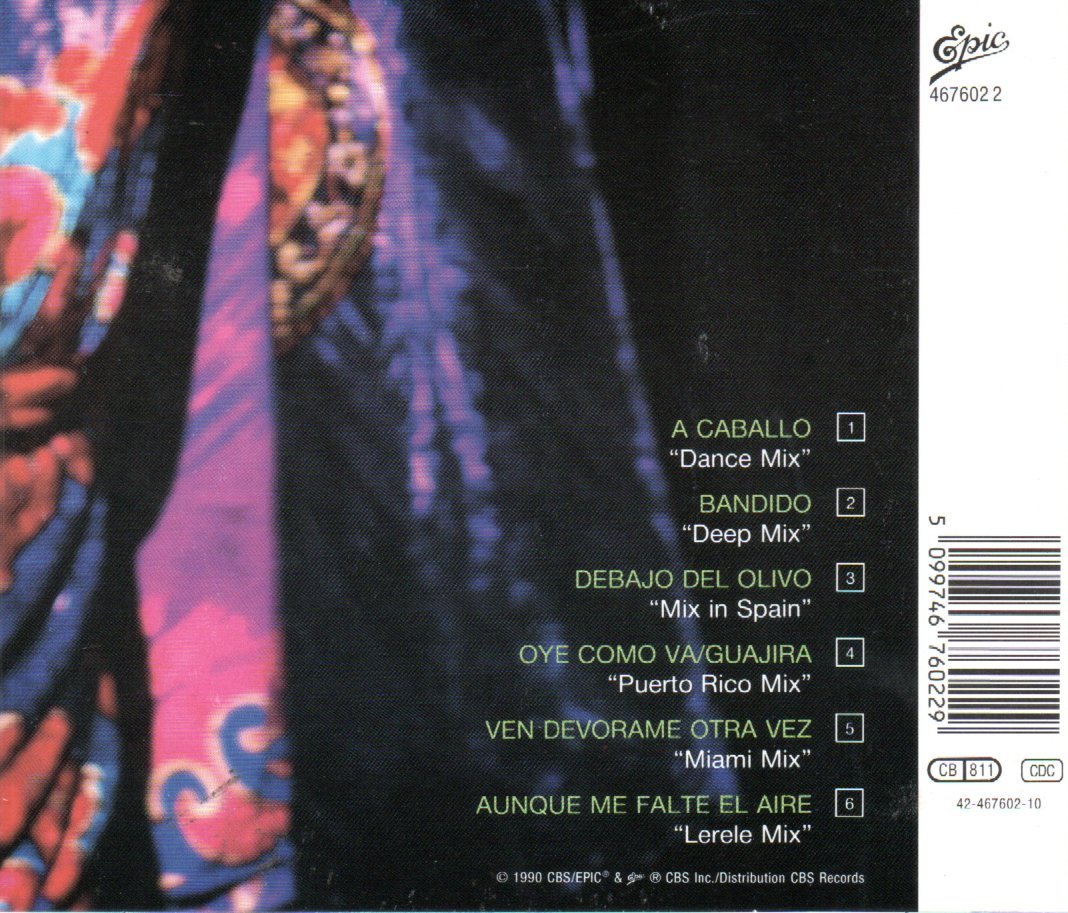 Epic
467602 2
A CABALLO 1
“Dance Mix”
BANDIDO 2
“Deep Mix”
DEBAJO DEL OLIVO 3
“Mix in Spain”
OYE COMO VA/GUAJIRA 4
“Puerto Rico Mix”
VEN DEVORAME OTRA VEZ 5
“Miami Mix”
AUNQUE ME FALTE EL AIRE 6
“Lerele Mix”
© 1990 CBS/EPIC® & Epic ® CBS Inc./Distribution CBS Records
5 099746 760229
CB 811 CDC
42-467602-10